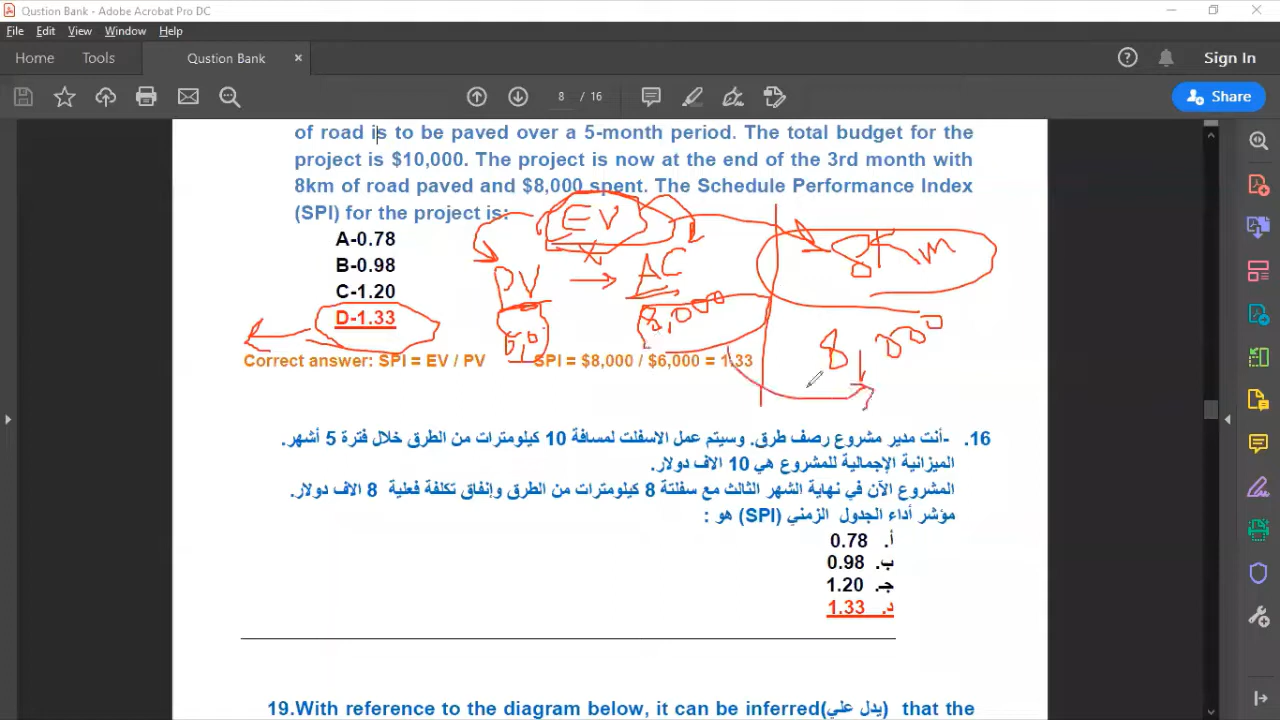 Qustion Bank - Adobe Acrobat Pro DC
File Edit View Window Help
Home Tools Qustion Bank × Sign In
8 / 16 Share
of road is to be paved over a 5-month period. The total budget for the
project is $10,000. The project is now at the end of the 3rd month with
8km of road paved and $8,000 spent. The Schedule Performance Index
(SPI) for the project is:
EV
A-0.78
8Km
B-0.98
PV AC
C-1.20
8,000
D-1.33
8,000
Correct answer: SPI = EV / PV SPI = $8,000 / $6,000 = 1.33
16. -أنت مدير مشروع رصف طرق. وسيتم عمل الاسفلت لمسافة 10 كيلومترات من الطرق خلال فترة 5 أشهر.
الميزانية الإجمالية للمشروع هي 10 الاف دولار.
المشروع الآن في نهاية الشهر الثالث مع سفلتة 8 كيلومترات من الطرق وإنفاق تكلفة فعلية 8 الاف دولار.
مؤشر أداء الجدول الزمني (SPI) هو :
أ. 0.78
ب. 0.98
جـ. 1.20
د. 1.33
19.With reference to the diagram below, it can be inferred(يدل علي) that the